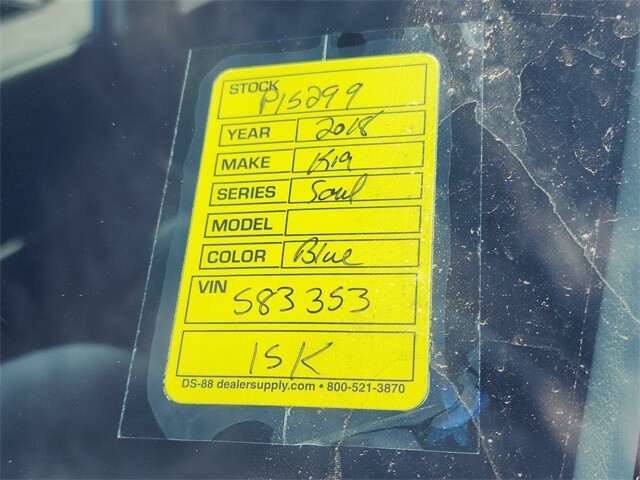 STOCK P15299
YEAR 2018
MAKE Kia
SERIES Soul
MODEL
COLOR Blue
VIN 583353
15K
DS-88 dealersupply.com • 800-521-3870